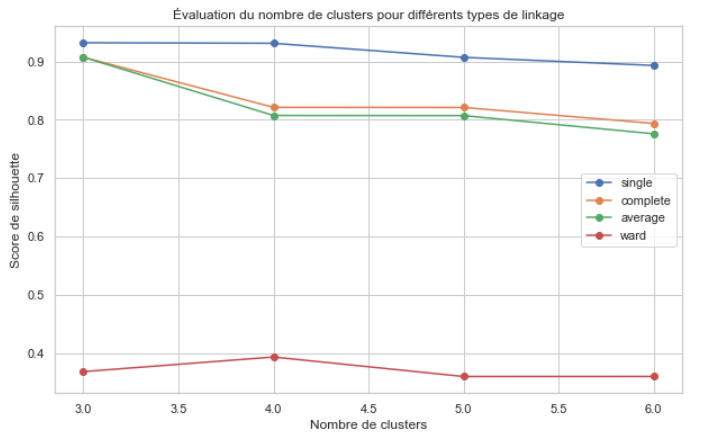 Évaluation du nombre de clusters pour différents types de linkage
Score de silhouette
0.9
0.8
0.7
0.6
0.5
0.4
single
complete
average
ward
3.0 3.5 4.0 4.5 5.0 5.5 6.0
Nombre de clusters